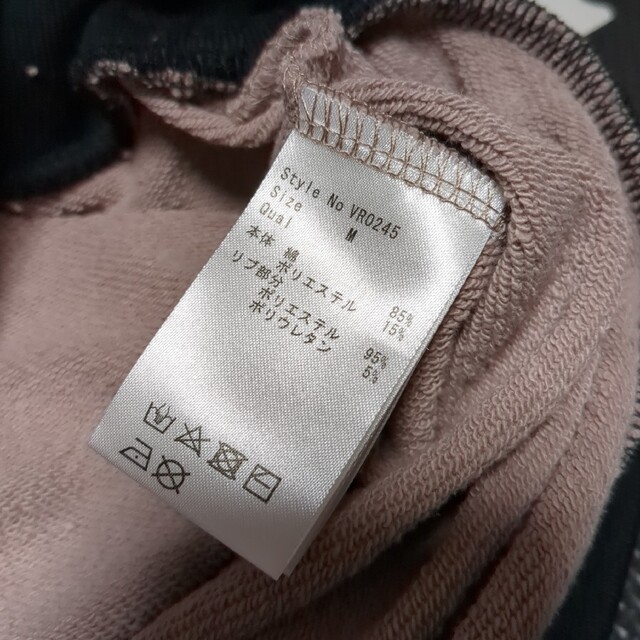 Style No VR0245
Size M
Qual
本体 綿 85%
ポリエステル 15%
リブ部分
ポリエステル 95%
ポリウレタン 5%